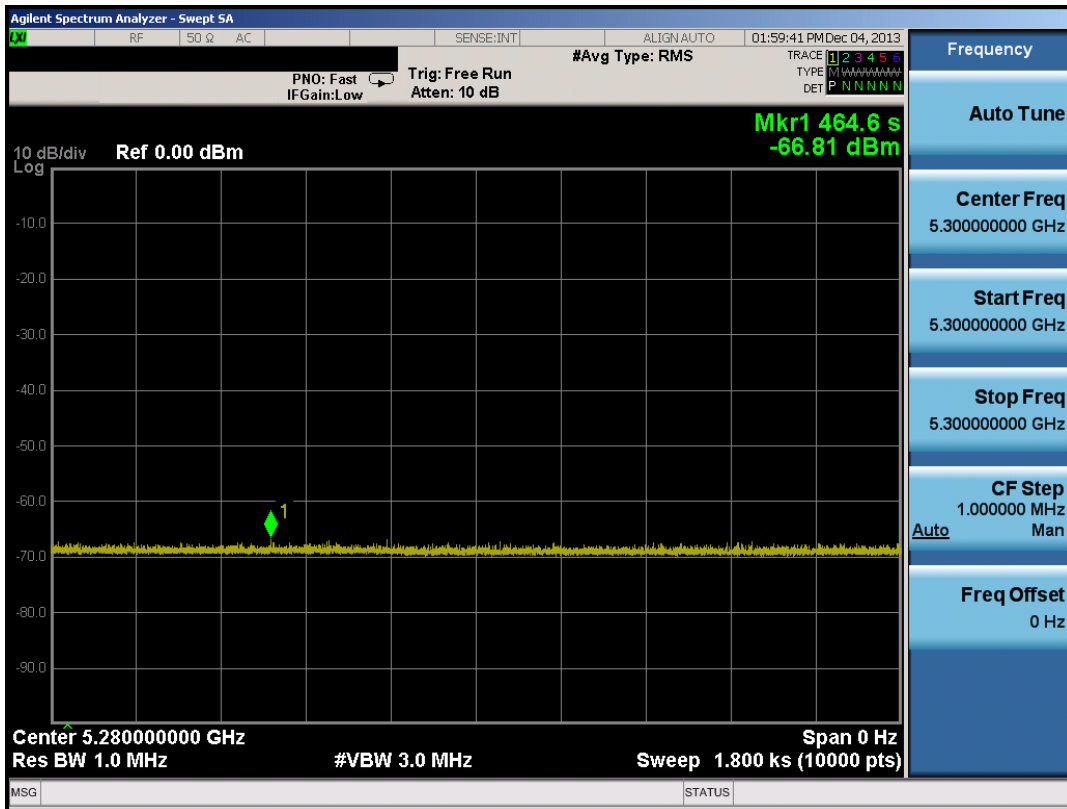 Agilent Spectrum Analyzer - Swept SA
LXI RF 50 Ω AC SENSE:INT ALIGN AUTO 01:59:41 PM Dec 04, 2013
#Avg Type: RMS TRACE 1 2 3 4 5 6
PNO: Fast Trig: Free Run TYPE M WWWWW
IFGain:Low Atten: 10 dB DET P N N N N N
Mkr1 464.6 s
-66.81 dBm
10 dB/div Ref 0.00 dBm
Log
-10.0
-20.0
-30.0
-40.0
-50.0
-60.0
1
-70.0
-80.0
-90.0
Center 5.280000000 GHz Span 0 Hz
Res BW 1.0 MHz #VBW 3.0 MHz Sweep 1.800 ks (10000 pts)
MSG STATUS
Frequency
Auto Tune
Center Freq
5.300000000 GHz
Start Freq
5.300000000 GHz
Stop Freq
5.300000000 GHz
CF Step
1.000000 MHz
Auto Man
Freq Offset
0 Hz